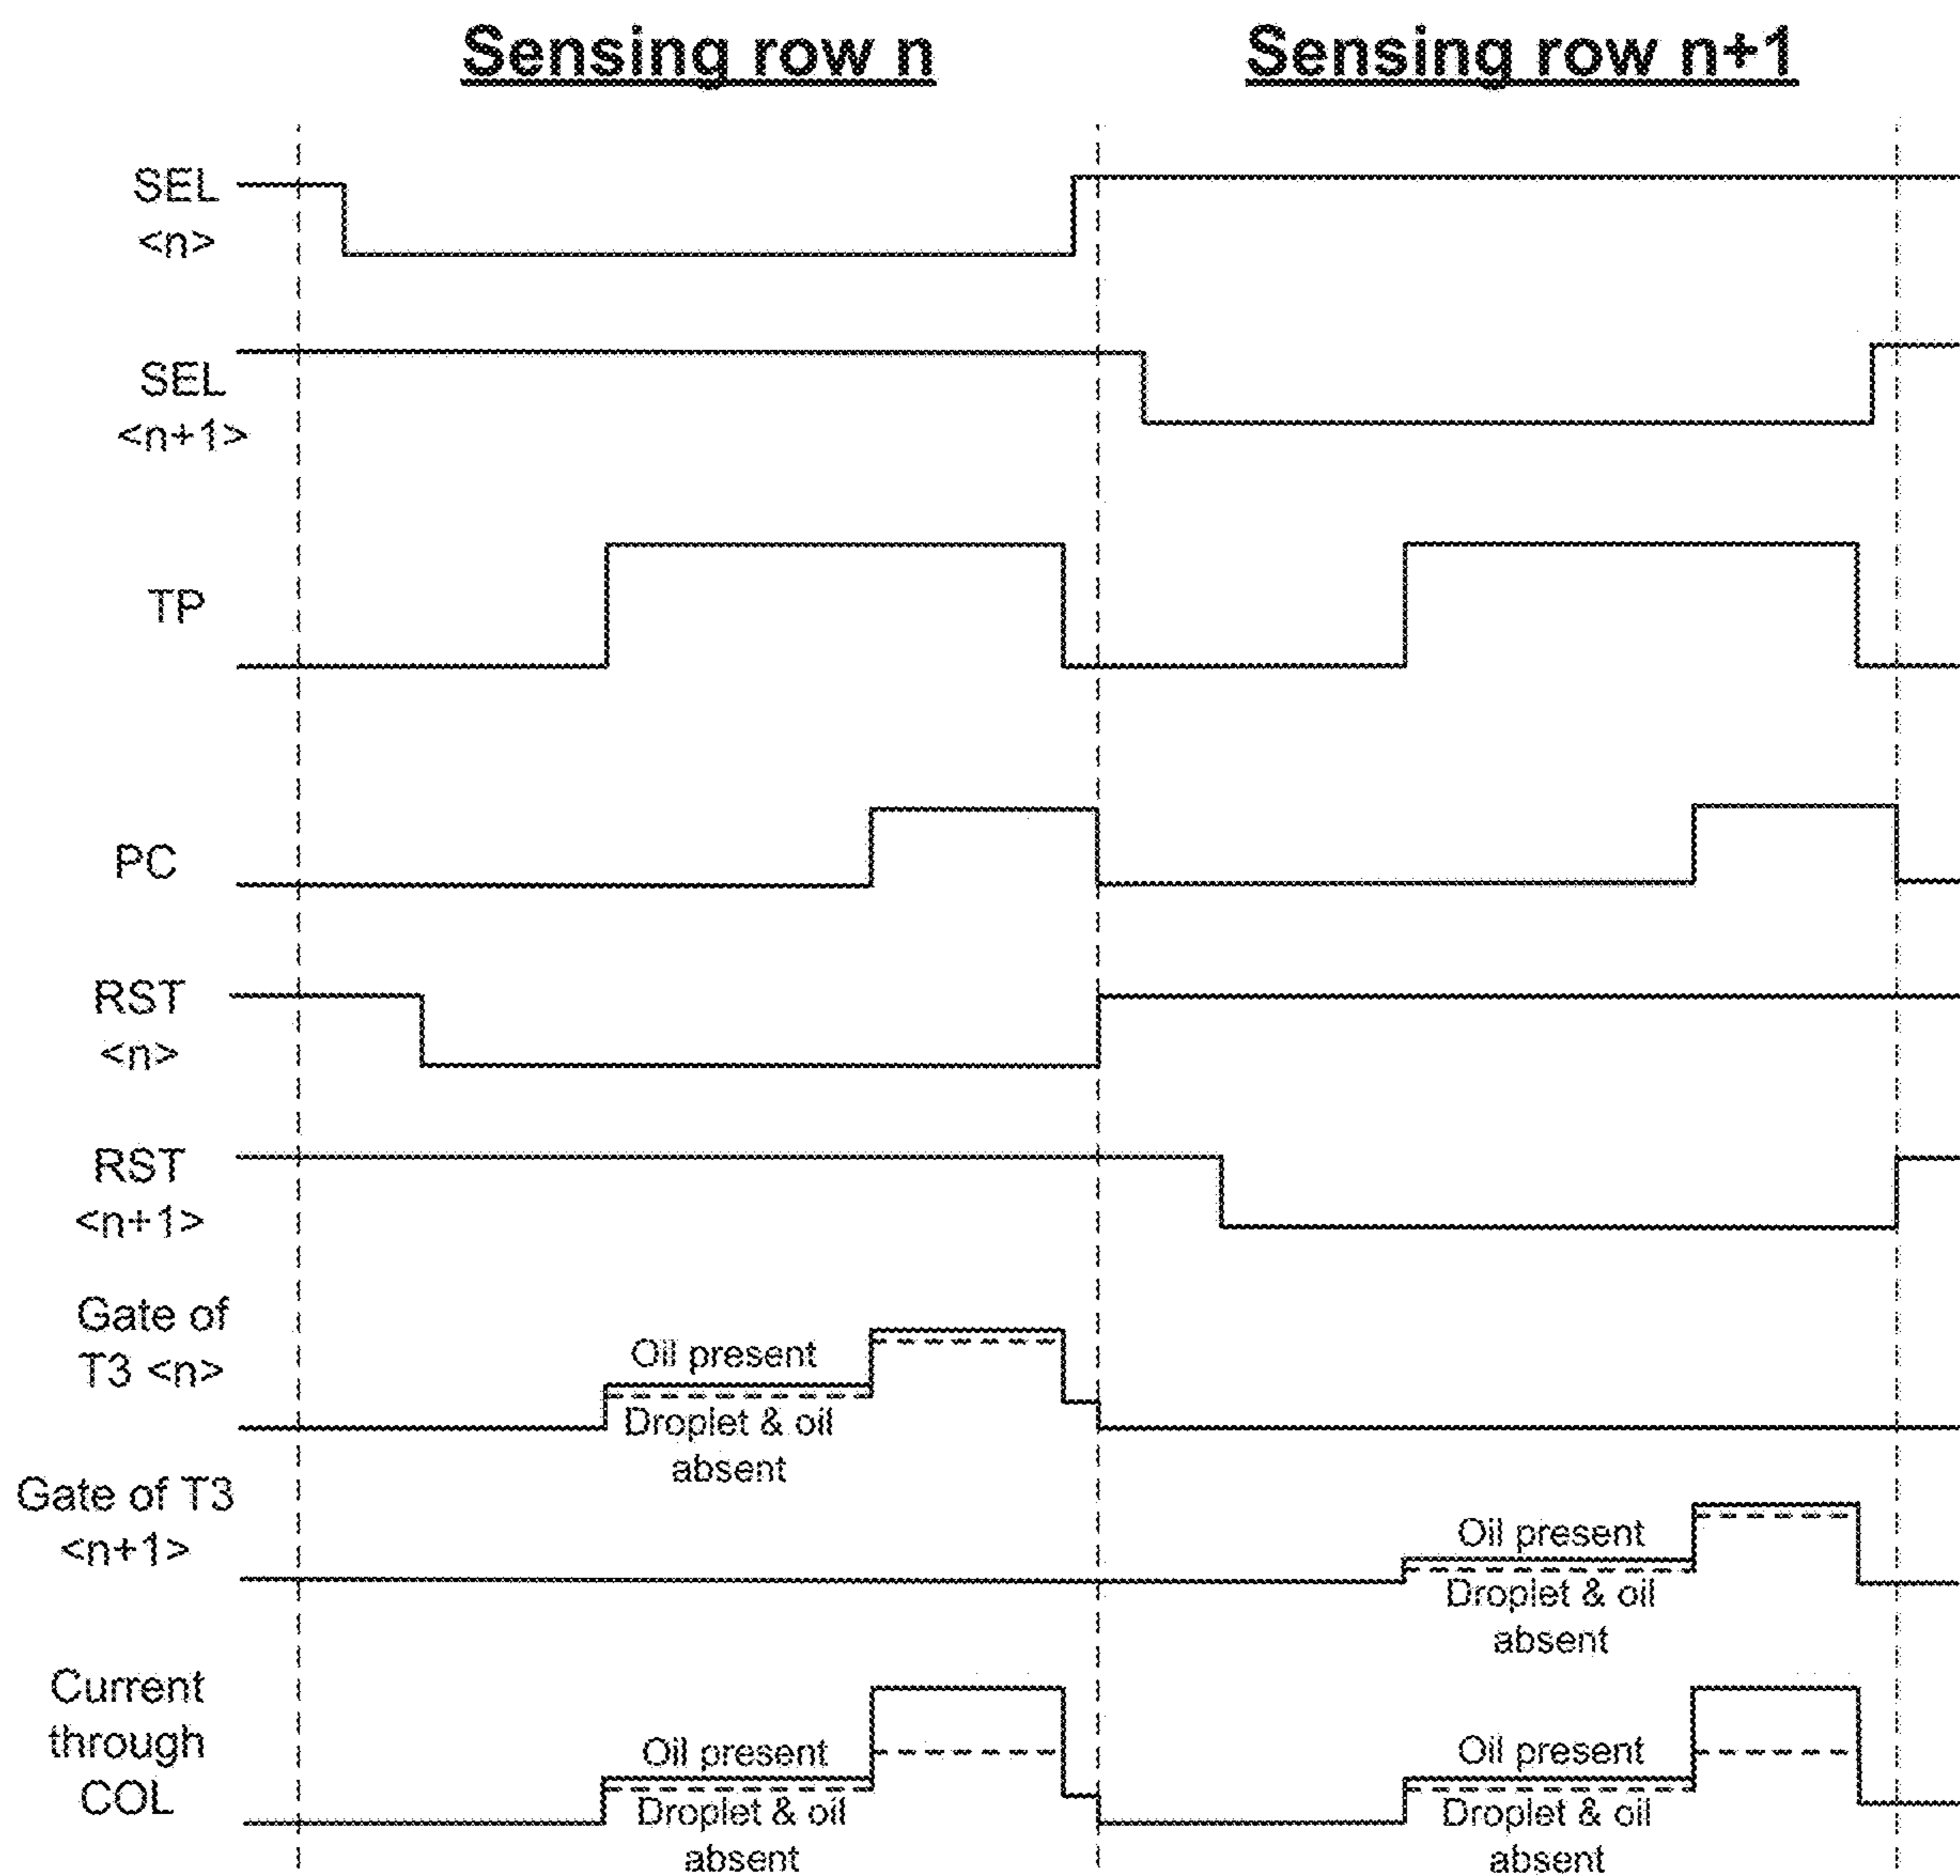 Sensing row n
Sensing row n+1
SEL
<n>
SEL
<n+1>
TP
PC
RST
<n>
RST
<n+1>
Gate of
T3 <n>
Oil present
Droplet & oil
absent
Gate of T3
<n+1>
Oil present
Droplet & oil
absent
Current
through
COL
Oil present
Droplet & oil
absent
Oil present
Droplet & oil
absent